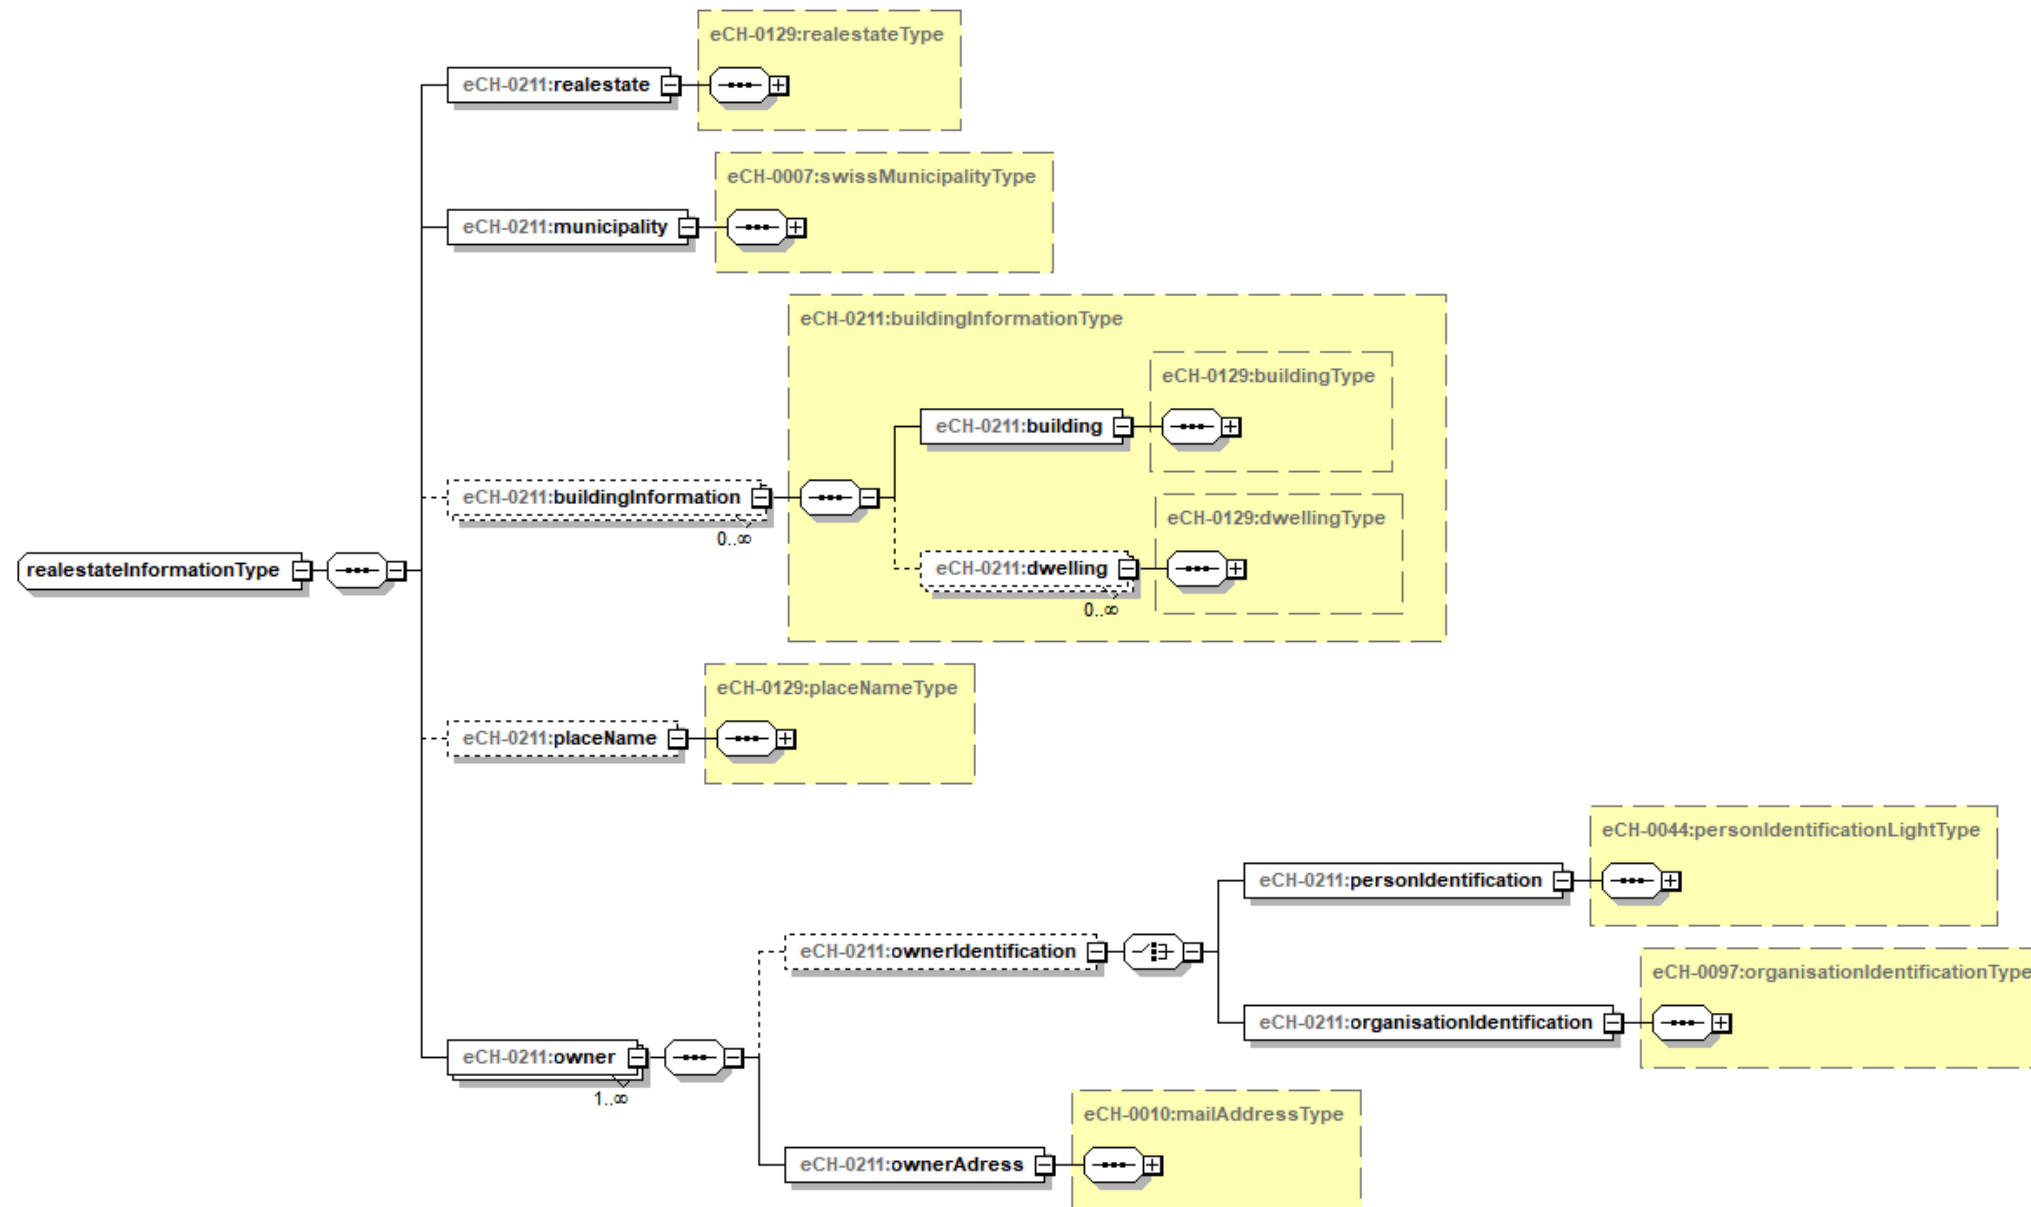 eCH-0129:realestateType
eCH-0211:realestate
eCH-0007:swissMunicipalityType
eCH-0211:municipality
eCH-0211:buildingInformationType
eCH-0129:buildingType
eCH-0211:building
eCH-0211:buildingInformation
0..∞
eCH-0129:dwellingType
eCH-0211:dwelling
0..∞
realestateInformationType
eCH-0129:placeNameType
eCH-0211:placeName
eCH-0044:personIdentificationLightType
eCH-0211:personIdentification
eCH-0211:ownerIdentification
eCH-0097:organisationIdentificationType
eCH-0211:organisationIdentification
eCH-0211:owner
1..∞
eCH-0010:mailAddressType
eCH-0211:ownerAdress